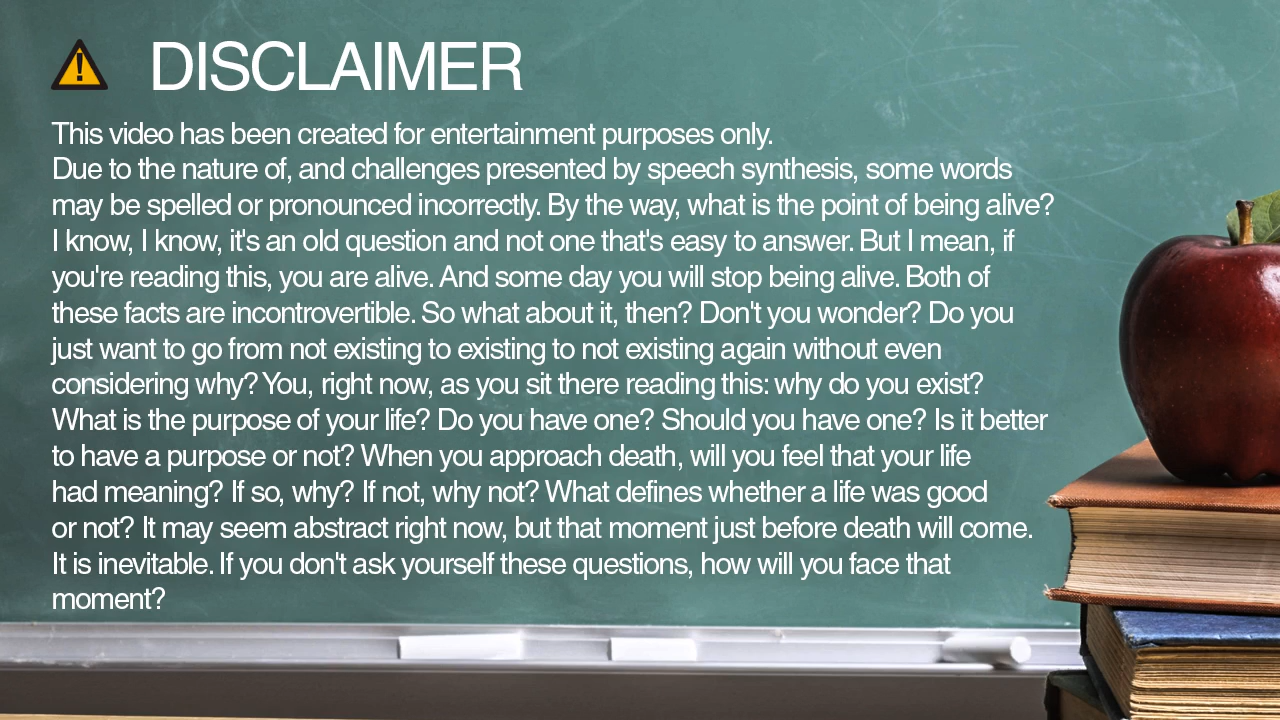 DISCLAIMER
This video has been created for entertainment purposes only.
Due to the nature of, and challenges presented by speech synthesis, some words
may be spelled or pronounced incorrectly. By the way, what is the point of being alive?
I know, I know, it's an old question and not one that's easy to answer. But I mean, if
you're reading this, you are alive. And some day you will stop being alive. Both of
these facts are incontrovertible. So what about it, then? Don't you wonder? Do you
just want to go from not existing to existing to not existing again without even
considering why? You, right now, as you sit there reading this: why do you exist?
What is the purpose of your life? Do you have one? Should you have one? Is it better
to have a purpose or not? When you approach death, will you feel that your life
had meaning? If so, why? If not, why not? What defines whether a life was good
or not? It may seem abstract right now, but that moment just before death will come.
It is inevitable. If you don't ask yourself these questions, how will you face that
moment?